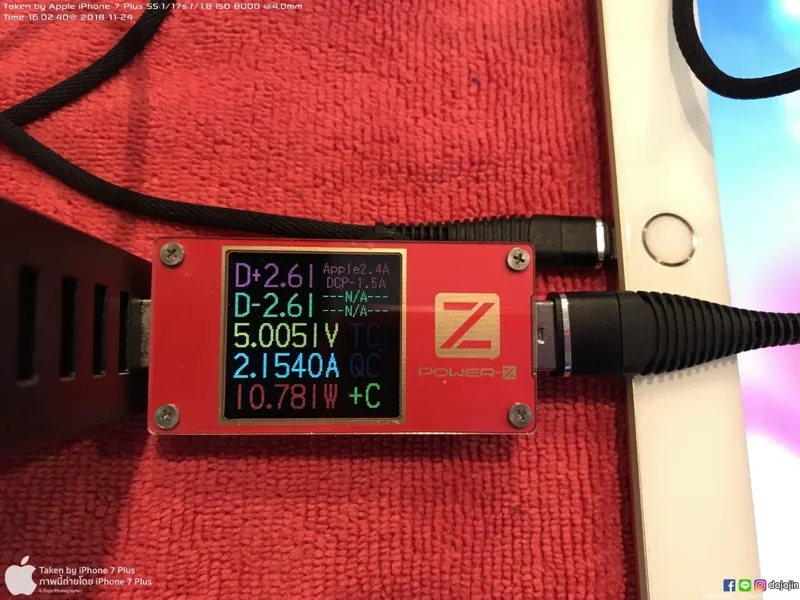 Taken by Apple iPhone 7 Plus SS 1/17s f/1.8 ISO 8000 @4.0mm
Time 16:02:40@ 2018-11-24
D+2.61 Apple2.4A
DCP-1.5A
D-2.61 ---N/A---
---N/A---
5.0051V TC
2.1540A QC
10.781W +C
Z
POWER-Z
Taken by iPhone 7 Plus
ภาพนี้ถ่ายโดย iPhone 7 Plus
© Dojo Photographer
dojojin